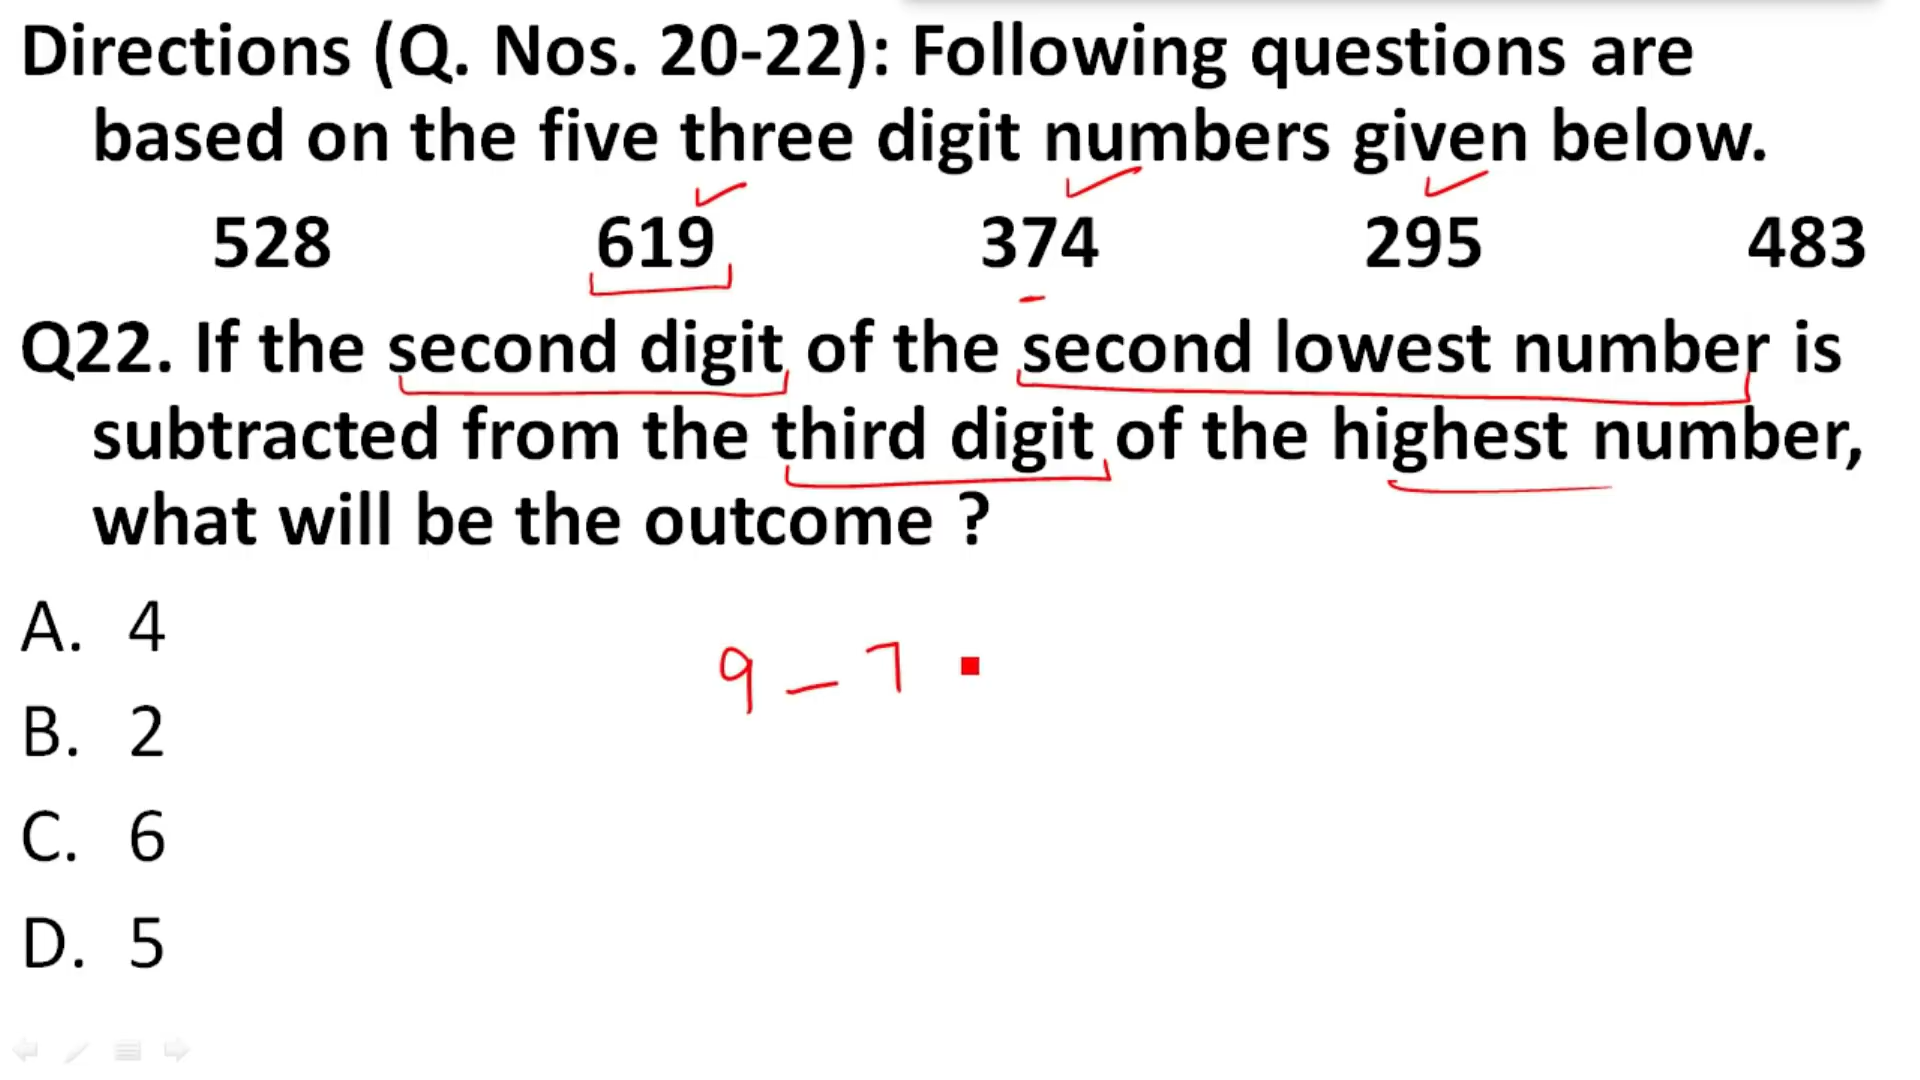 Directions (Q. Nos. 20-22): Following questions are
based on the five three digit numbers given below.
528 619 374 295 483
Q22. If the second digit of the second lowest number is
subtracted from the third digit of the highest number,
what will be the outcome ?
A. 4
9 - 7
B. 2
C. 6
D. 5